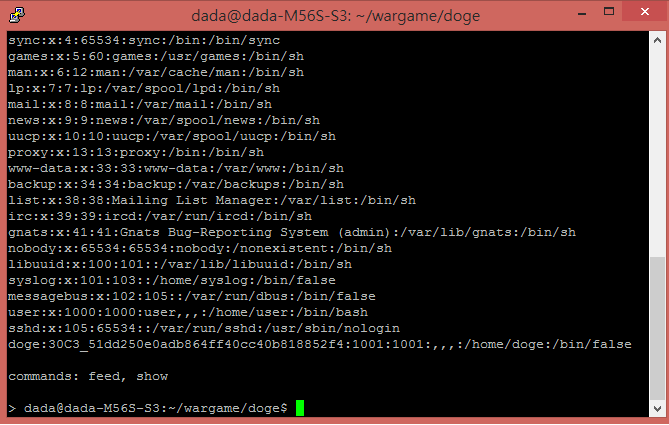 dada@dada-M56S-S3: ~/wargame/doge
sync:x:4:65534:sync:/bin:/bin/sync
games:x:5:60:games:/usr/games:/bin/sh
man:x:6:12:man:/var/cache/man:/bin/sh
lp:x:7:7:lp:/var/spool/lpd:/bin/sh
mail:x:8:8:mail:/var/mail:/bin/sh
news:x:9:9:news:/var/spool/news:/bin/sh
uucp:x:10:10:uucp:/var/spool/uucp:/bin/sh
proxy:x:13:13:proxy:/bin:/bin/sh
www-data:x:33:33:www-data:/var/www:/bin/sh
backup:x:34:34:backup:/var/backups:/bin/sh
list:x:38:38:Mailing List Manager:/var/list:/bin/sh
irc:x:39:39:ircd:/var/run/ircd:/bin/sh
gnats:x:41:41:Gnats Bug-Reporting System (admin):/var/lib/gnats:/bin/sh
nobody:x:65534:65534:nobody:/nonexistent:/bin/sh
libuuid:x:100:101::/var/lib/libuuid:/bin/sh
syslog:x:101:103::/home/syslog:/bin/false
messagebus:x:102:105::/var/run/dbus:/bin/false
user:x:1000:1000:user,,,:/home/user:/bin/bash
sshd:x:105:65534::/var/run/sshd:/usr/sbin/nologin
doge:30C3_51dd250e0adb864ff40cc40b818852f4:1001:1001:,,,:/home/doge:/bin/false
commands: feed, show
> dada@dada-M56S-S3:~/wargame/doge$